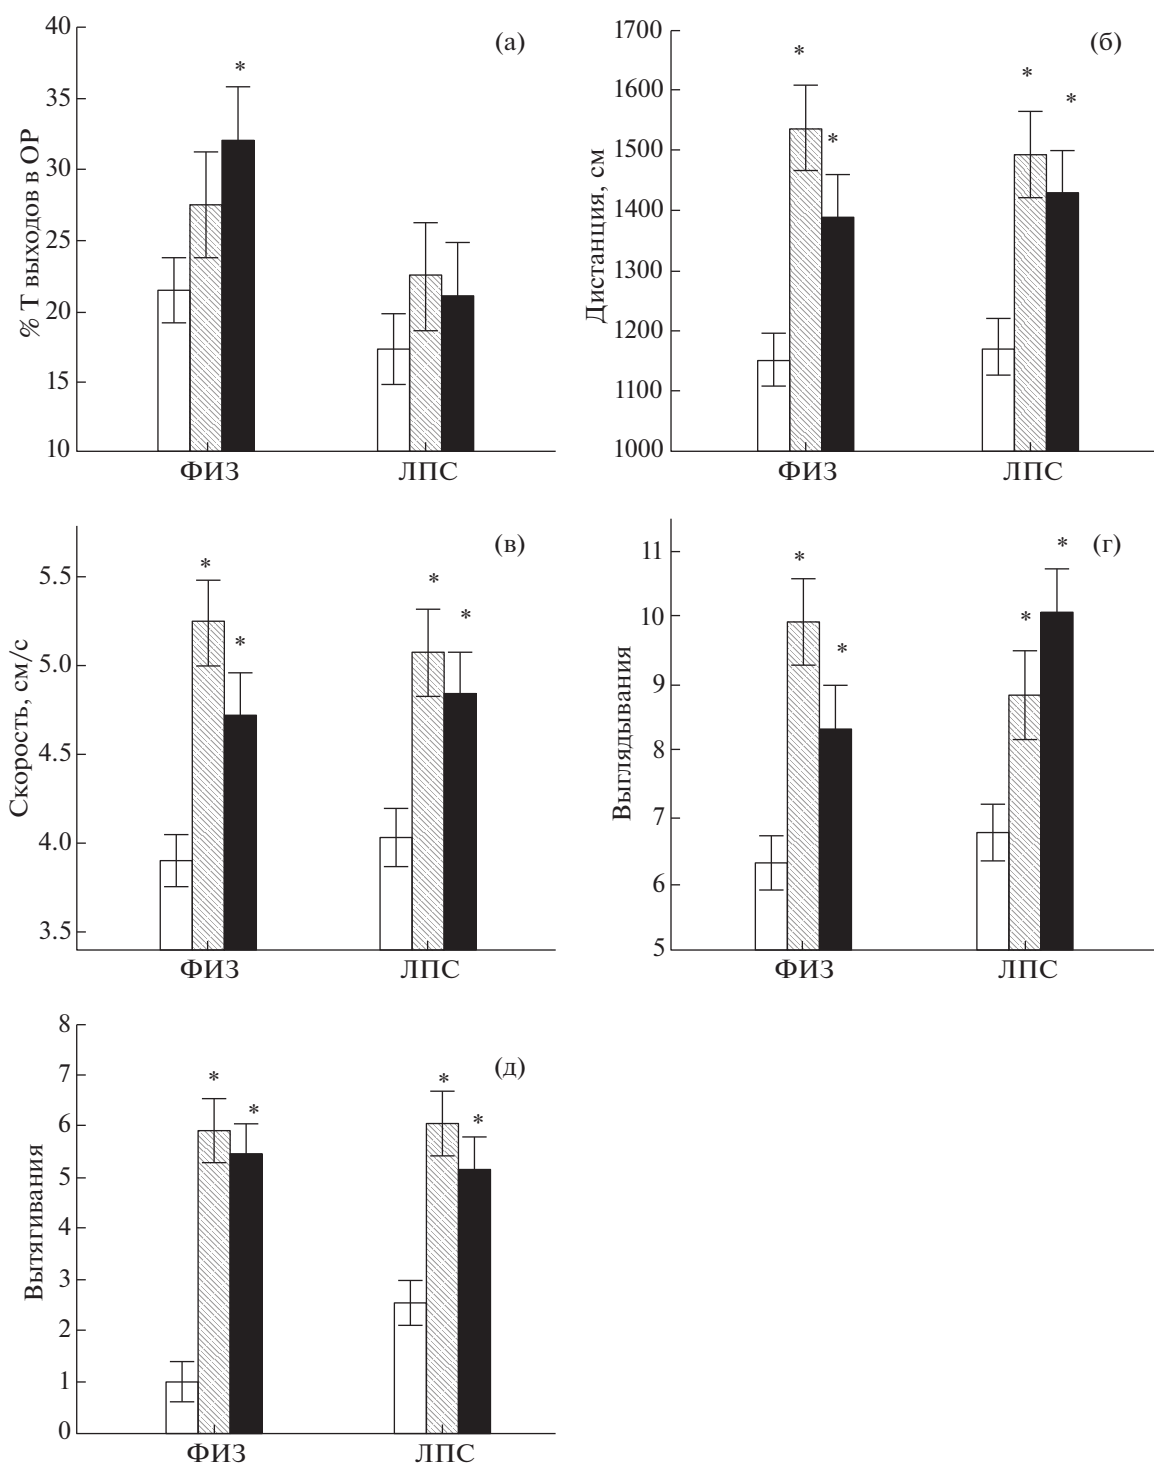 (а)
% T выходов в ОР
40
35
30
25
20
15
10
*
ФИЗ
ЛПС
(б)
Дистанция, см
1700
1600
1500
1400
1300
1200
1100
1000
*
*
*
*
ФИЗ
ЛПС
(в)
Скорость, см/с
5.5
5.0
4.5
4.0
3.5
*
*
*
*
ФИЗ
ЛПС
(г)
Выглядывания
11
10
9
8
7
6
5
*
*
*
*
ФИЗ
ЛПС
(д)
Вытягивания
8
7
6
5
4
3
2
1
0
*
*
*
*
ФИЗ
ЛПС